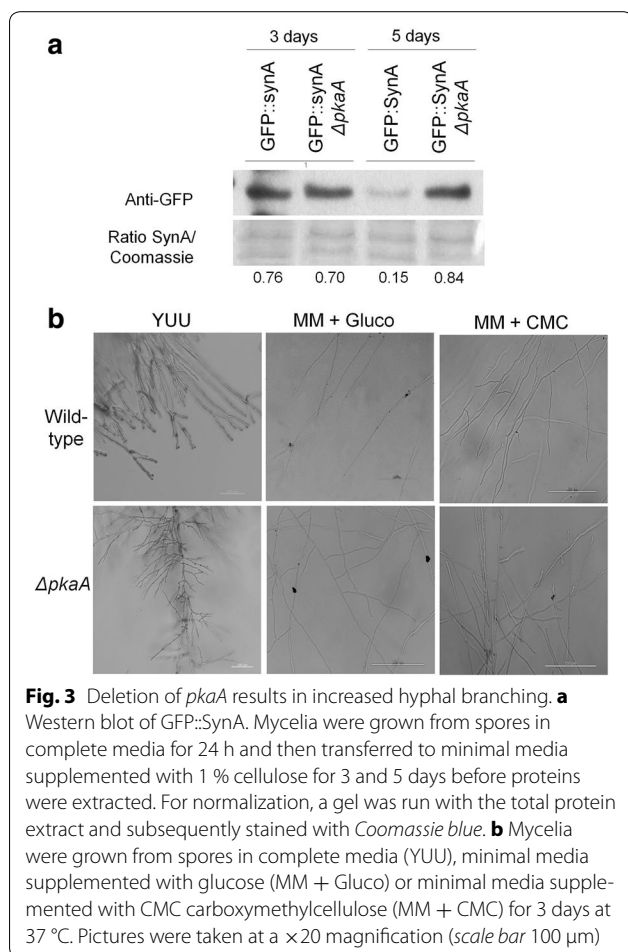 a
3 days 5 days
GFP::synA
GFP::synA
ΔpkaA
GFP:SynA
GFP::SynA
ΔpkaA
Anti-GFP
Ratio SynA/
Coomassie
0.76 0.70 0.15 0.84
b
YUU MM + Gluco MM + CMC
Wild-
type
ΔpkaA
Fig. 3 Deletion of pkaA results in increased hyphal branching. a
Western blot of GFP::SynA. Mycelia were grown from spores in
complete media for 24 h and then transferred to minimal media
supplemented with 1 % cellulose for 3 and 5 days before proteins
were extracted. For normalization, a gel was run with the total protein
extract and subsequently stained with Coomassie blue. b Mycelia
were grown from spores in complete media (YUU), minimal media
supplemented with glucose (MM + Gluco) or minimal media supple-
mented with CMC carboxymethylcellulose (MM + CMC) for 3 days at
37 °C. Pictures were taken at a ×20 magnification (scale bar 100 μm)